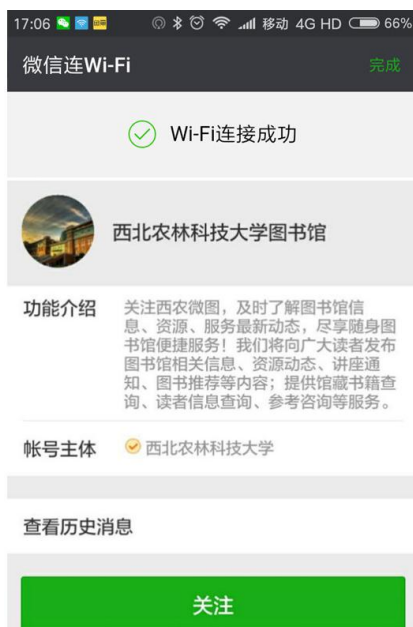 17:06 移动 4G HD 66%
微信连Wi-Fi 完成
Wi-Fi连接成功
西北农林科技大学图书馆
功能介绍 关注西农微图，及时了解图书馆信
息、资源、服务最新动态，尽享随身图
书馆便捷服务！我们将向广大读者发布
图书馆相关信息、资源动态、讲座通
知、图书推荐等内容；提供馆藏书籍查
询、读者信息查询、参考咨询等服务。
帐号主体 西北农林科技大学
查看历史消息
关注